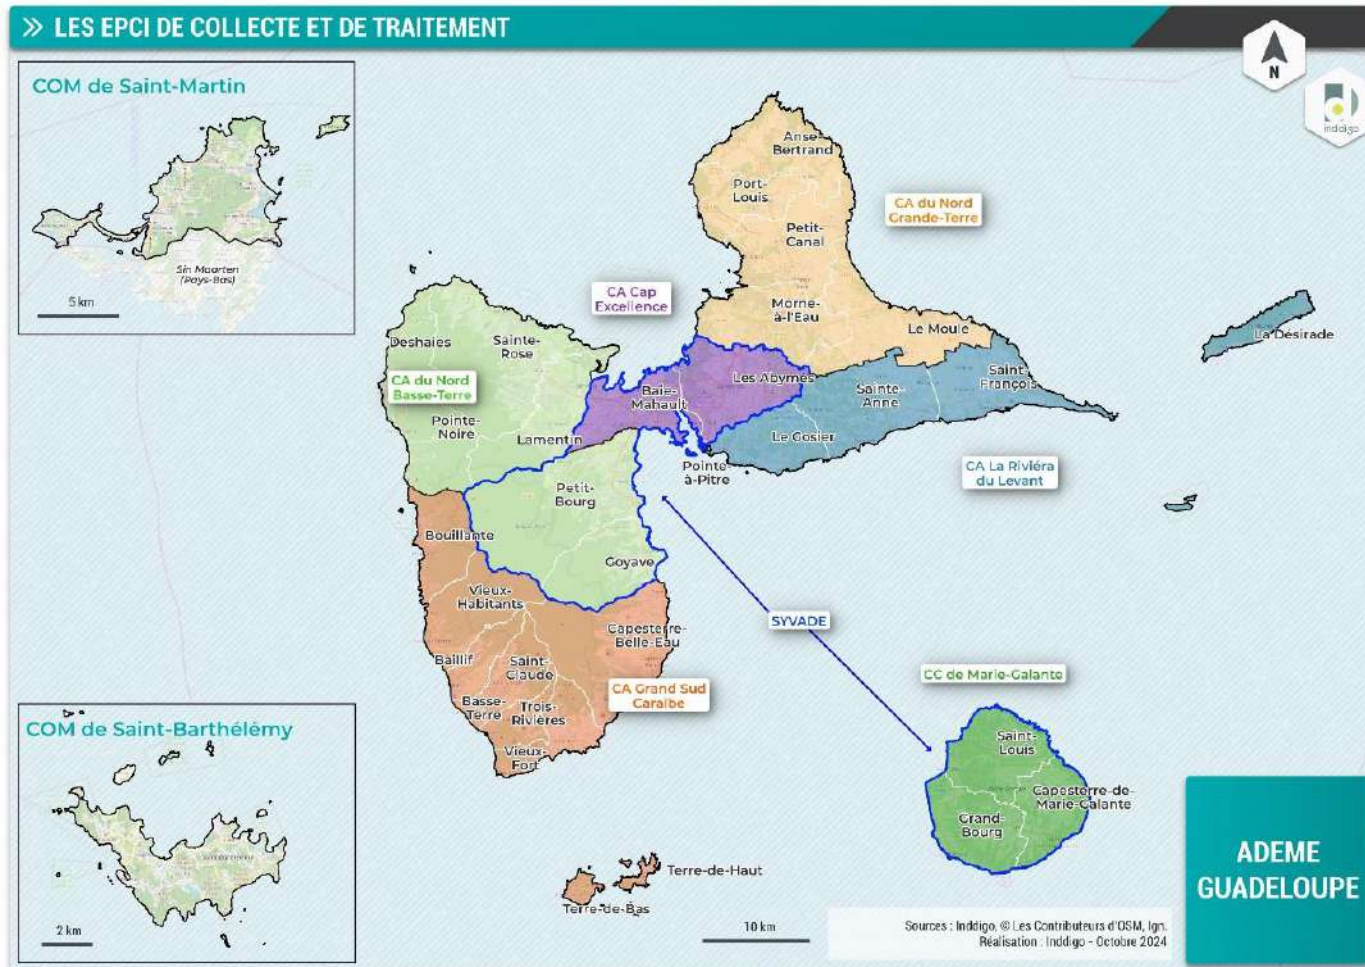 >> LES EPCI DE COLLECTE ET DE TRAITEMENT
N
inddigo
COM de Saint-Martin
Sin Maarten
(Pays-Bas)
5 km
Anse-
Bertrand
Port-
Louis
CA du Nord
Grande-Terre
Petit-
Canal
CA Cap
Excellence
Morne-
à-l'Eau
Le Moule
La Désirade
Deshaies
Sainte-
Rose
CA du Nord
Basse-Terre
Baie-
Mahault
Les Abymes
Sainte-
Anne
Saint-
François
Pointe-
Noire
Lamentin
Le Gosier
Pointe-
à-Pitre
CA La Riviéra
du Levant
Petit-
Bourg
Bouillante
Goyave
Vieux-
Habitants
SYVADE
Capesterre-
Belle-Eau
Baillif
Saint-
Claude
CA Grand Sud
Caraïbe
CC de Marie-Galante
Basse-
Terre
Trois-
Rivières
Vieux-
Fort
Saint-
Louis
Capesterre-de-
Marie-Galante
Grand-
Bourg
COM de Saint-Barthélémy
2 km
Terre-de-Haut
Terre-de-Bas
10 km
Sources : Inddigo, © Les Contributeurs d'OSM, Ign.
Réalisation : Inddigo - Octobre 2024
ADEME
GUADELOUPE